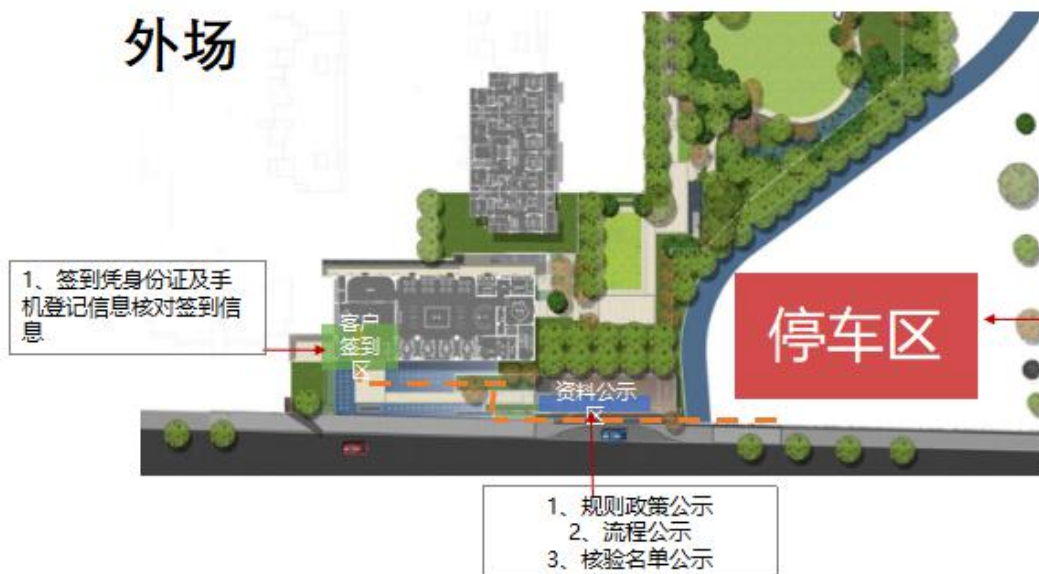 外场
1、签到凭身份证及手
机登记信息核对签到信
息
客户
签到
区
停车区
资料公示
区
1、规则政策公示
2、流程公示
3、核验名单公示